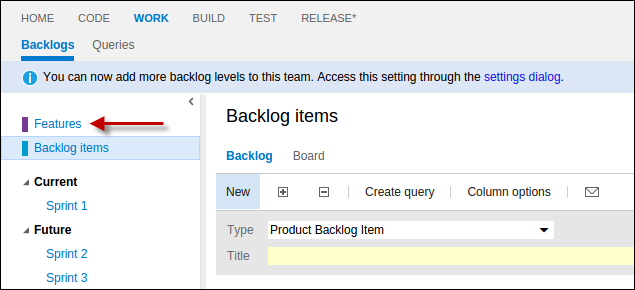 HOME CODE WORK BUILD TEST RELEASE*
Backlogs Queries
You can now add more backlog levels to this team. Access this setting through the settings dialog.
Features
Backlog items
Current
Sprint 1
Future
Sprint 2
Sprint 3
Backlog items
Backlog Board
New Create query Column options
Type Product Backlog Item
Title